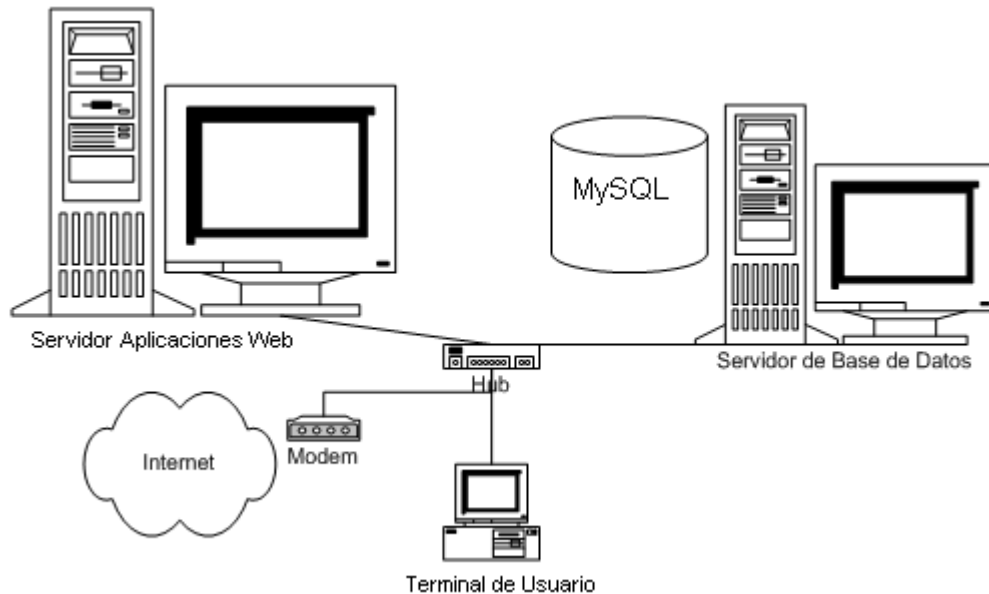 MySQL
Servidor Aplicaciones Web
Servidor de Base de Datos
Hub
Internet
Modem
Terminal de Usuario